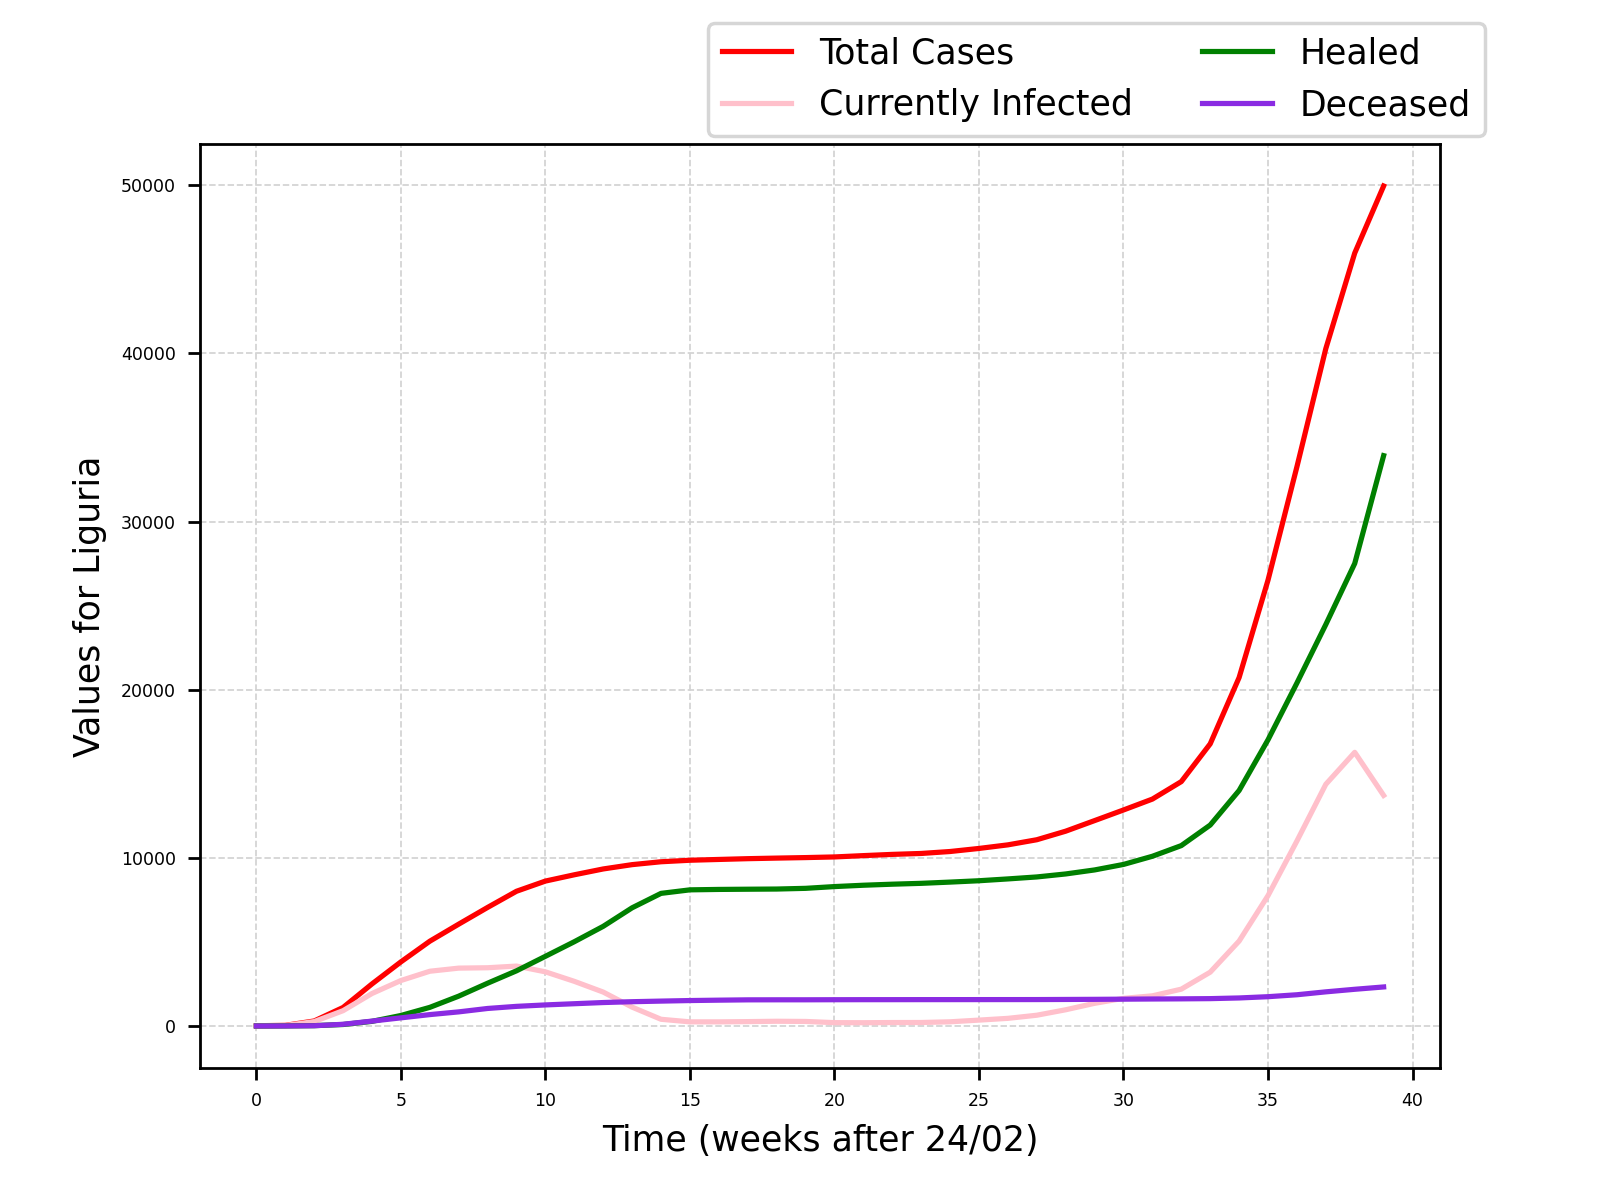 Total Cases
Currently Infected
Healed
Deceased
Values for Liguria
50000
40000
30000
20000
10000
0
0 5 10 15 20 25 30 35 40
Time (weeks after 24/02)